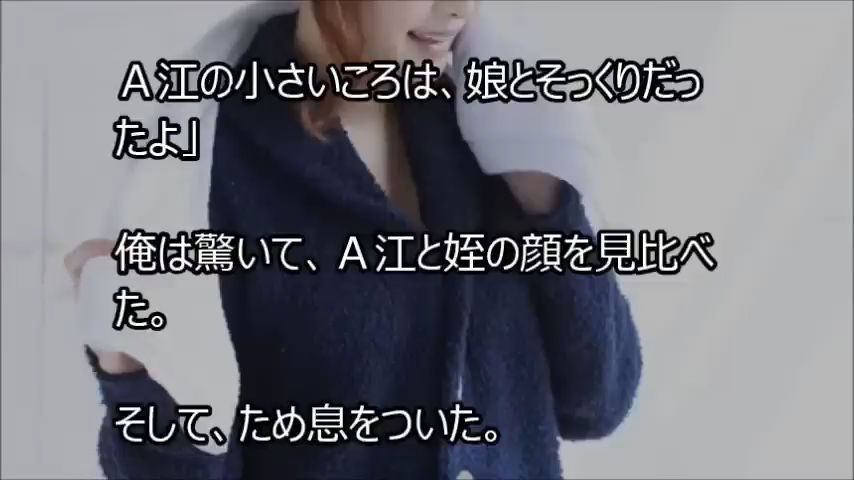 Ａ江の小さいころは、娘とそっくりだっ
たよ」
俺は驚いて、Ａ江と姪の顔を見比べ
た。
そして、ため息をついた。